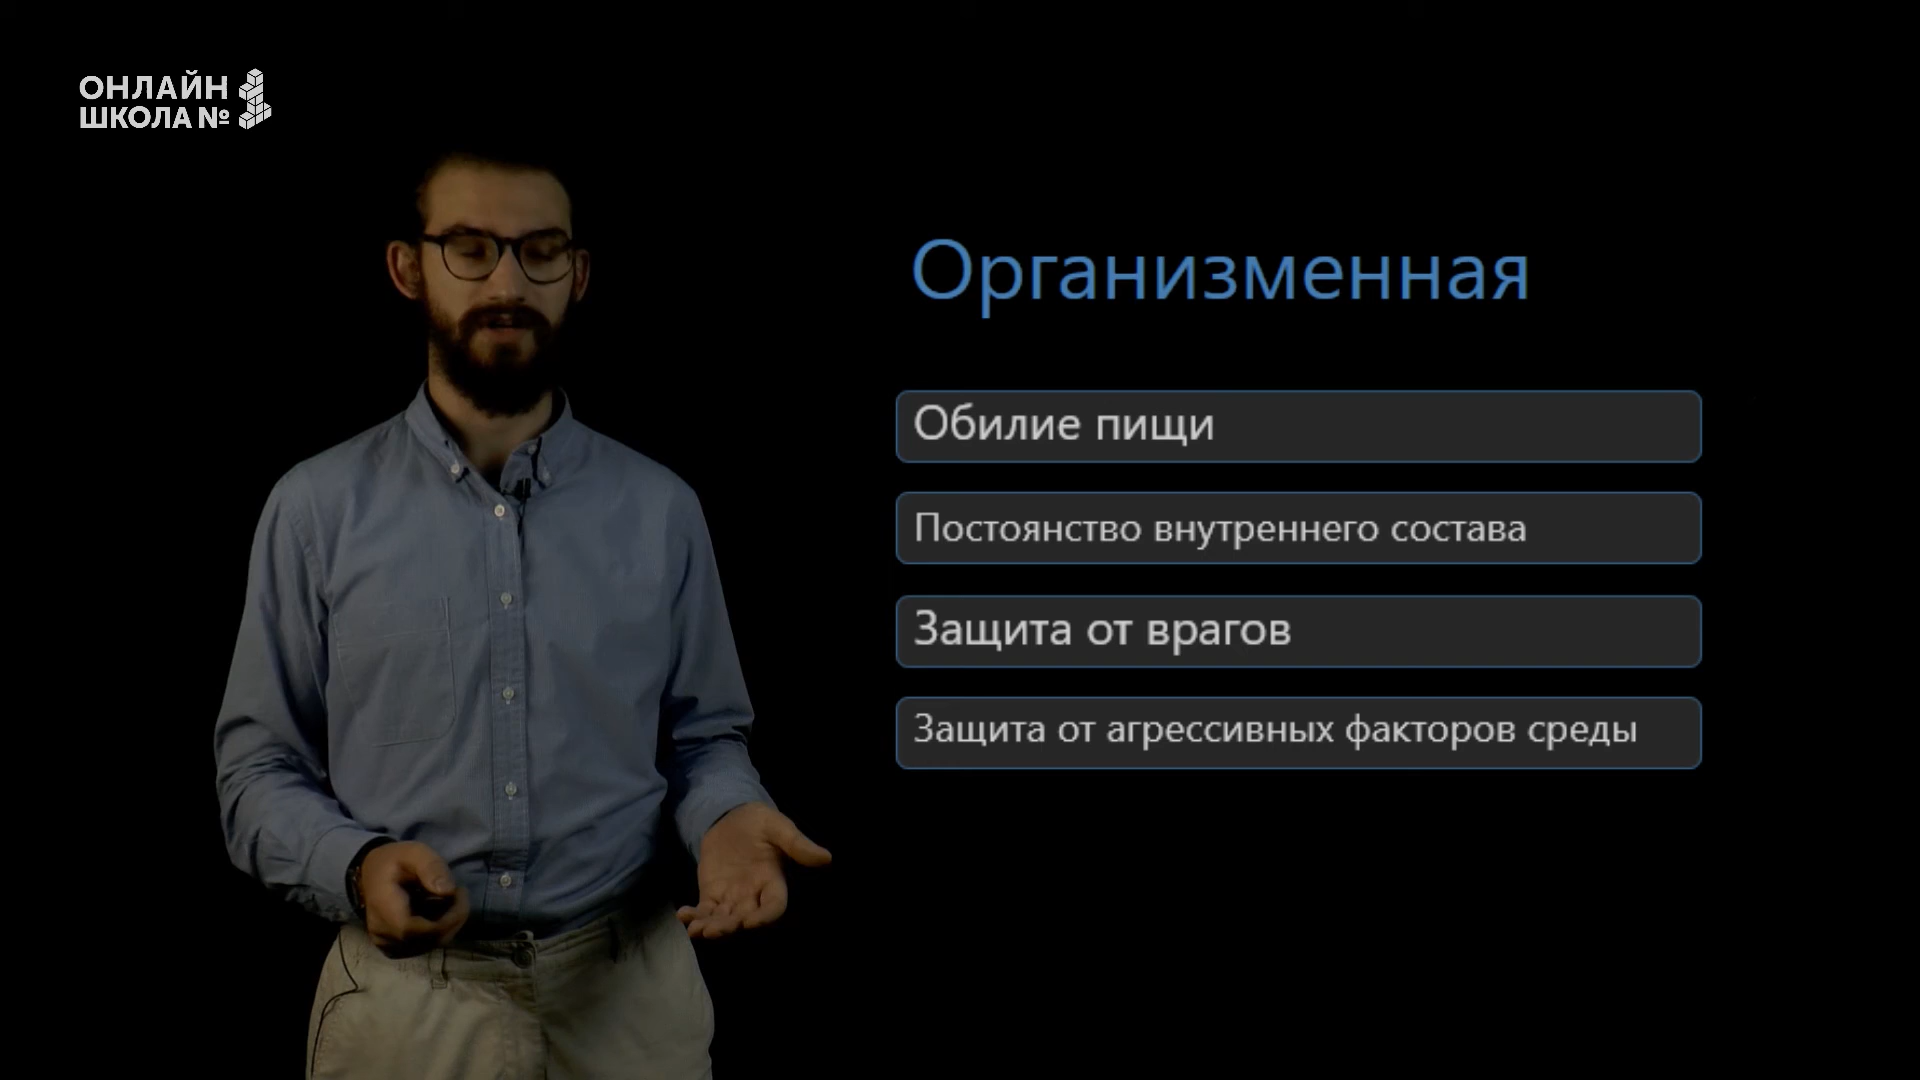 ОНЛАЙН
ШКОЛА №
Организменная
Обилие пищи
Постоянство внутреннего состава
Защита от врагов
Защита от агрессивных факторов среды